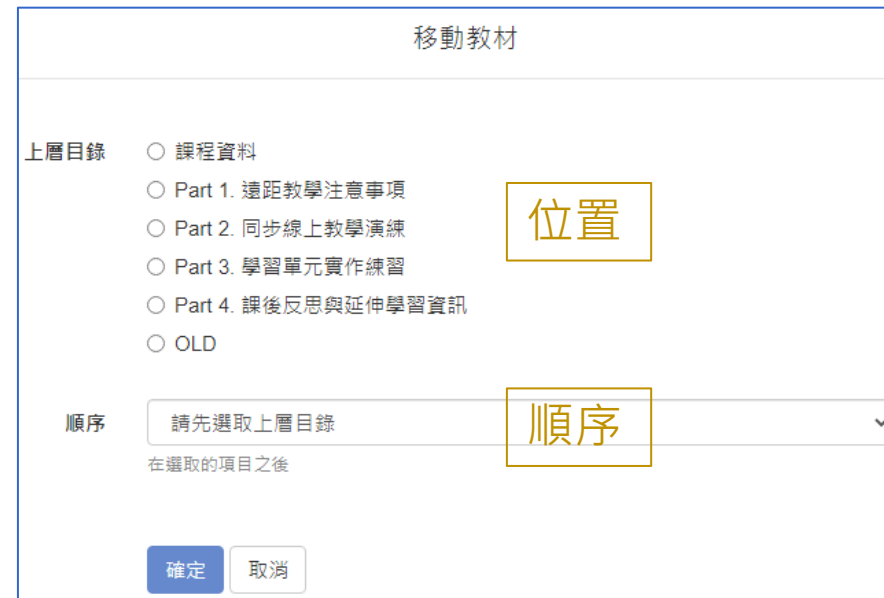 移動教材
上層目錄
課程資料
Part 1. 遠距教學注意事項
Part 2. 同步線上教學演練
Part 3. 學習單元實作練習
Part 4. 課後反思與延伸學習資訊
OLD
位置
順序
請先選取上層目錄
順序
在選取的項目之後
確定
取消